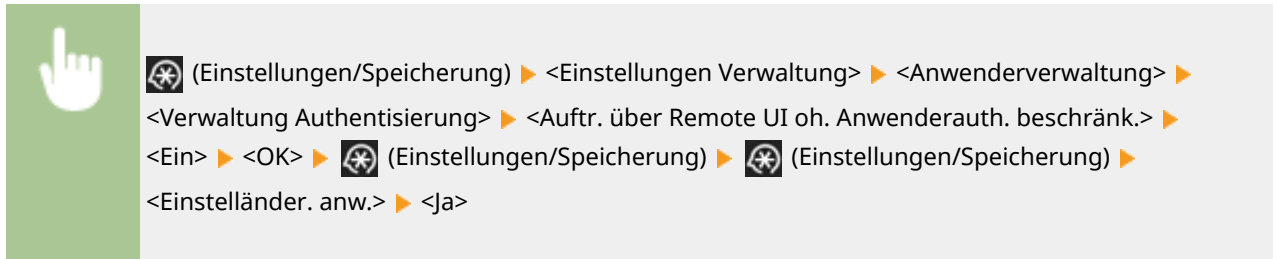 (Einstellungen/Speicherung) ▶ <Einstellungen Verwaltung> ▶ <Anwenderverwaltung> ▶
<Verwaltung Authentisierung> ▶ <Auftr. über Remote UI oh. Anwenderauth. beschränk.> ▶
<Ein> ▶ <OK> ▶ (Einstellungen/Speicherung) ▶ (Einstellungen/Speicherung) ▶
<Einstelländer. anw.> ▶ <Ja>